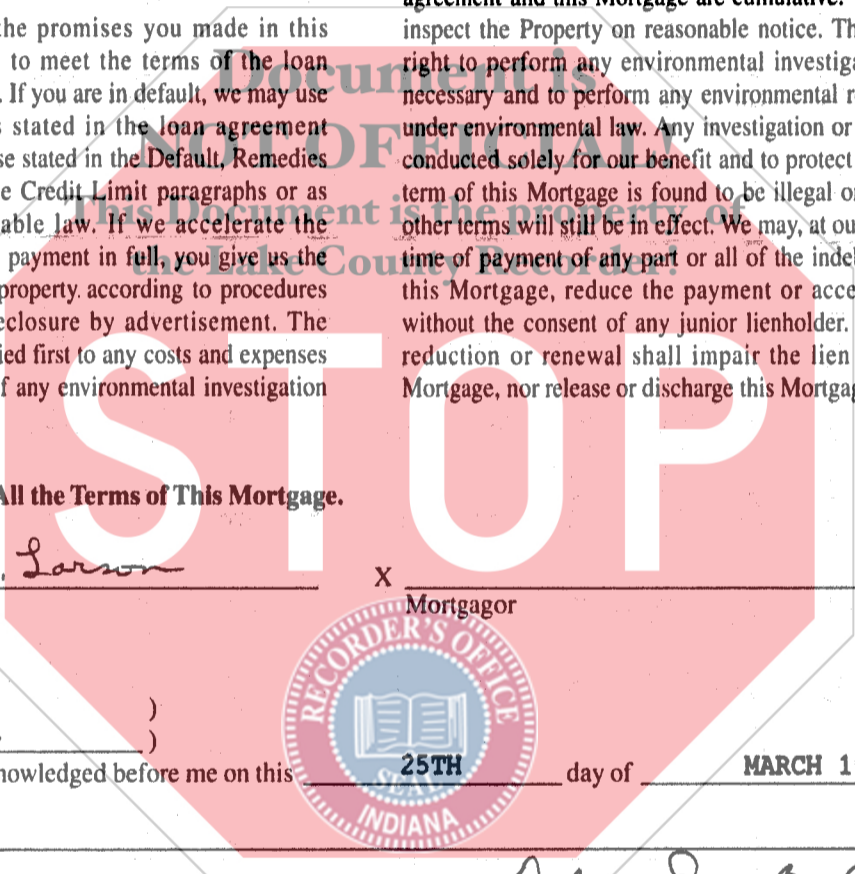 the promises you made in this
to meet the terms of the loan
. If you are in default, we may use
stated in the loan agreement
se stated in the Default, Remedies
e Credit Limit paragraphs or as
able law. If we accelerate the
payment in full, you give us the
property. according to procedures
eclosure by advertisement. The
ied first to any costs and expenses
f any environmental investigation
agreement and this Mortgage are cumulative.
inspect the Property on reasonable notice. Th
right to perform any environmental investiga
necessary and to perform any environmental r
under environmental law. Any investigation or
conducted solely for our benefit and to protect
term of this Mortgage is found to be illegal o
other terms will still be in effect. We may, at ou
time of payment of any part or all of the inde
this Mortgage, reduce the payment or acce
without the consent of any junior lienholder.
reduction or renewal shall impair the lien
Mortgage, nor release or discharge this Mortga
Document is
NOT OFFICIAL!
This Document is the property of
the Lake County Recorder!
STOP
All the Terms of This Mortgage.
. Larson
X
Mortgagor
RECORDER'S OFFICE
SEAL
INDIANA
)
)
nowledged before me on this 25TH day of MARCH 1